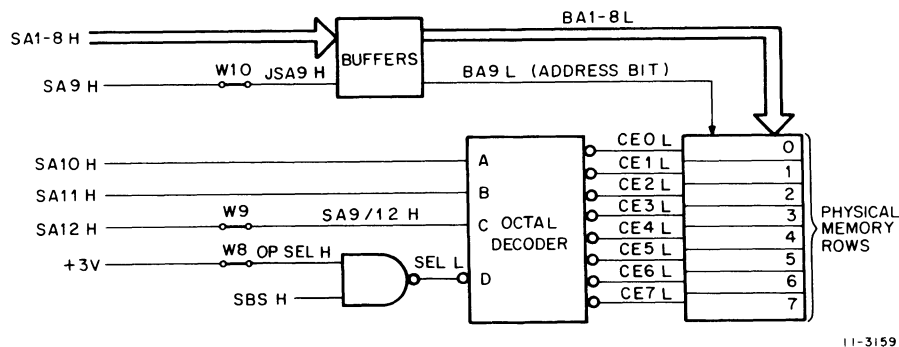 BA1-8 L
SA1-8 H
BUFFERS
W10 JSA9 H
SA9 H
BA9 L (ADDRESS BIT)
SA10 H
SA11 H
SA12 H
W9
SA9/12 H
+3V
W8 OP SEL H
SBS H
SEL L
A
B
C
D
OCTAL
DECODER
CE0 L
CE1 L
CE2 L
CE3 L
CE4 L
CE5 L
CE6 L
CE7 L
0
1
2
3
4
5
6
7
PHYSICAL
MEMORY
ROWS
11-3159